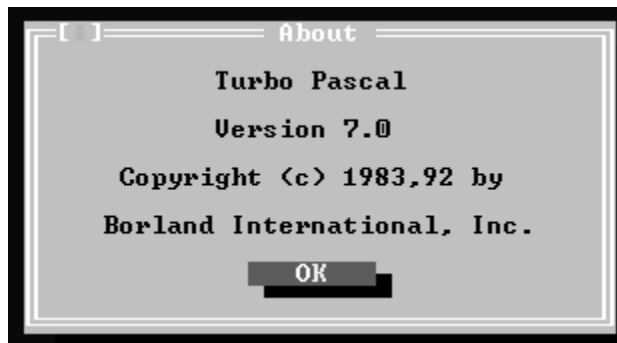 [ ] About
Turbo Pascal
Version 7.0
Copyright (c) 1983,92 by
Borland International, Inc.
OK